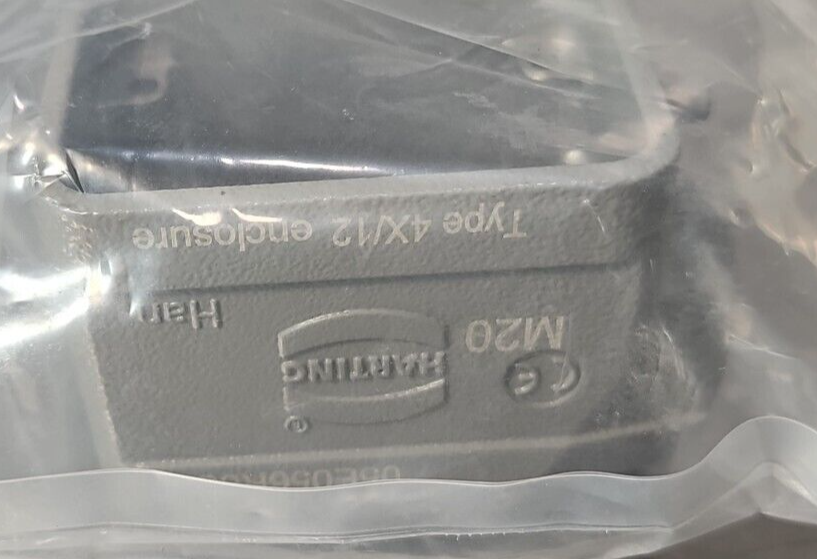 CE HARTING®
M20 Han
Type 4X/12 enclosure